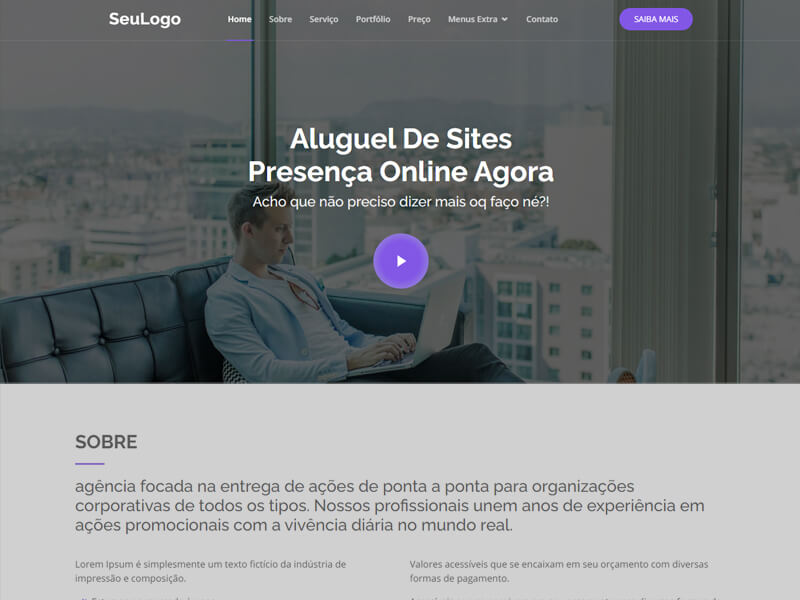 SeuLogo
Home Sobre Serviço Portfólio Preço Menus Extra Contato
SAIBA MAIS
Aluguel De Sites
Presença Online Agora
Acho que não preciso dizer mais oq faço né?!
SOBRE
agência focada na entrega de ações de ponta a ponta para organizações
corporativas de todos os tipos. Nossos profissionais unem anos de experiência em
ações promocionais com a vivência diária no mundo real.
Lorem Ipsum é simplesmente um texto fictício da indústria de
impressão e composição.
Valores acessíveis que se encaixam em seu orçamento com diversas
formas de pagamento.